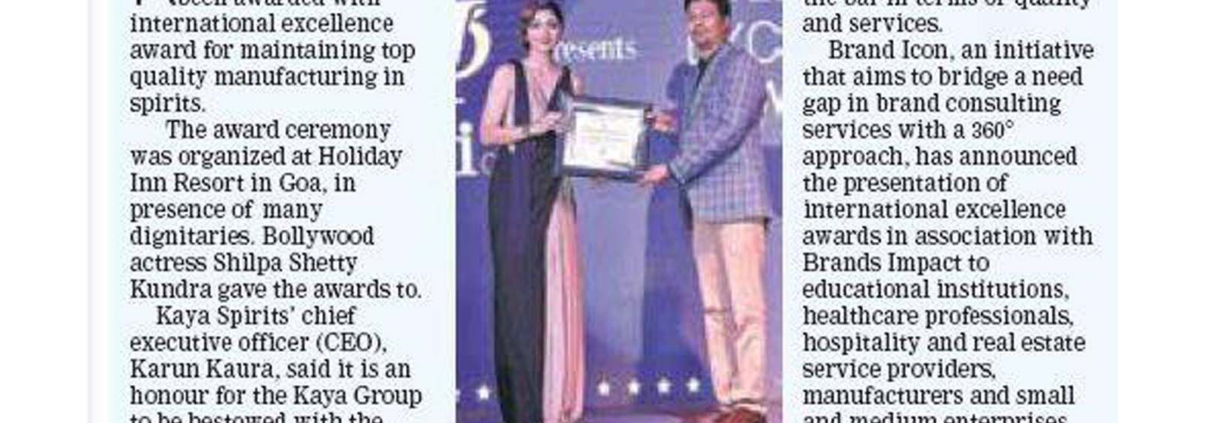 been awarded with
international excellence
award for maintaining top
quality manufacturing in
spirits.
The award ceremony
was organized at Holiday
Inn Resort in Goa, in
presence of many
dignitaries. Bollywood
actress Shilpa Shetty
Kundra gave the awards to.
Kaya Spirits’ chief
executive officer (CEO),
Karun Kaura, said it is an
honour for the Kaya Group
to be bestowed with the
resents
the bar in terms of quality
and services.
Brand Icon, an initiative
that aims to bridge a need
gap in brand consulting
services with a 360°
approach, has announced
the presentation of
international excellence
awards in association with
Brands Impact to
educational institutions,
healthcare professionals,
hospitality and real estate
service providers,
manufacturers and small
and medium enterprises